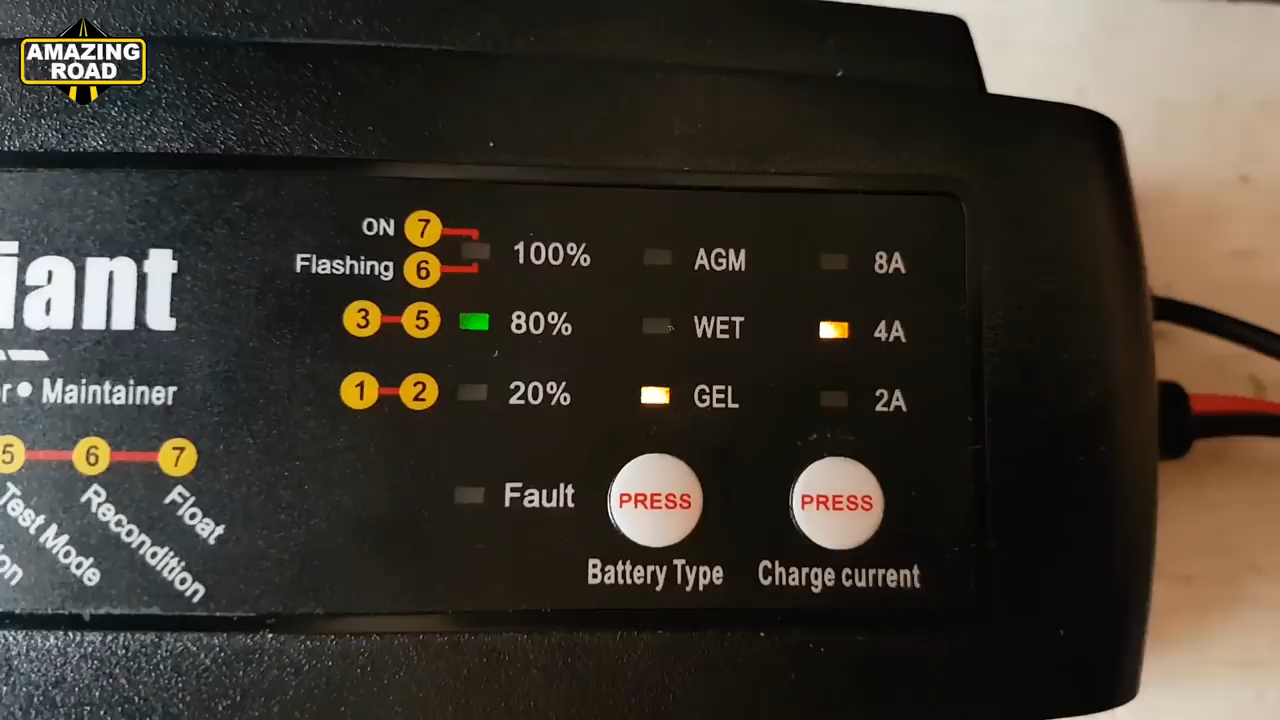 AMAZING
ROAD
ON 7
Flashing 6
100%
AGM
8A
3 5
80%
WET
4A
1 2
20%
GEL
2A
iant
r • Maintainer
5 6 7
on
Test Mode
Recondition
Float
Fault
PRESS
PRESS
Battery Type
Charge current